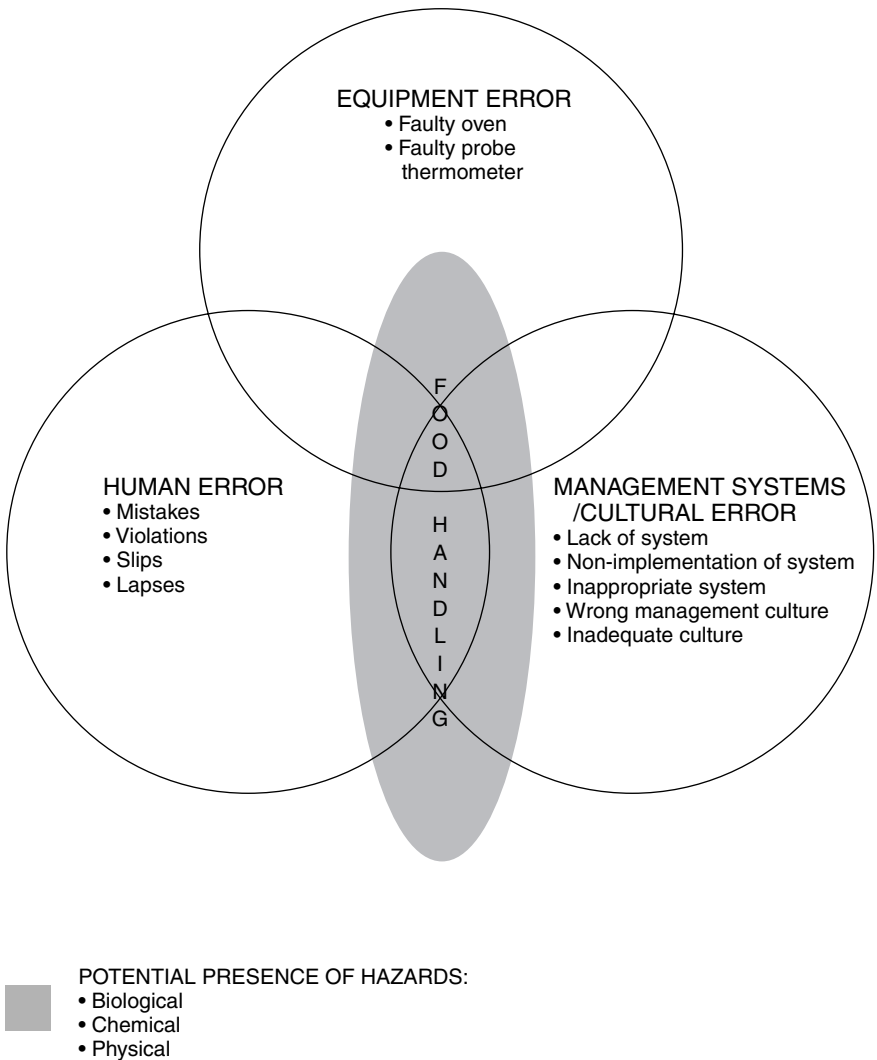 EQUIPMENT ERROR
• Faulty oven
• Faulty probe
thermometer
FOOD HANDLING
HUMAN ERROR
• Mistakes
• Violations
• Slips
• Lapses
MANAGEMENT SYSTEMS
/CULTURAL ERROR
• Lack of system
• Non-implementation of system
• Inappropriate system
• Wrong management culture
• Inadequate culture
POTENTIAL PRESENCE OF HAZARDS:
• Biological
• Chemical
• Physical